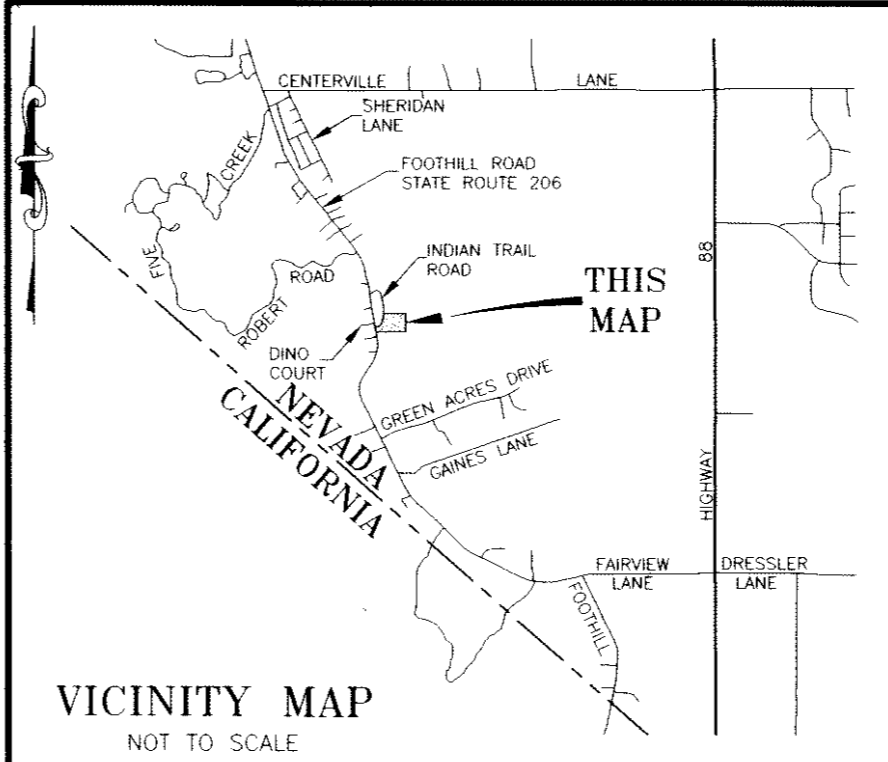 CENTERVILLE LANE
SHERIDAN
LANE
FOOTHILL ROAD
STATE ROUTE 206
FIVE CREEK
ROBERT ROAD
INDIAN TRAIL
ROAD
THIS
MAP
88
HIGHWAY
DINO
COURT
NEVADA
CALIFORNIA
GREEN ACRES DRIVE
GAINES LANE
FAIRVIEW
LANE
DRESSLER
LANE
FOOTHILL
VICINITY MAP
NOT TO SCALE